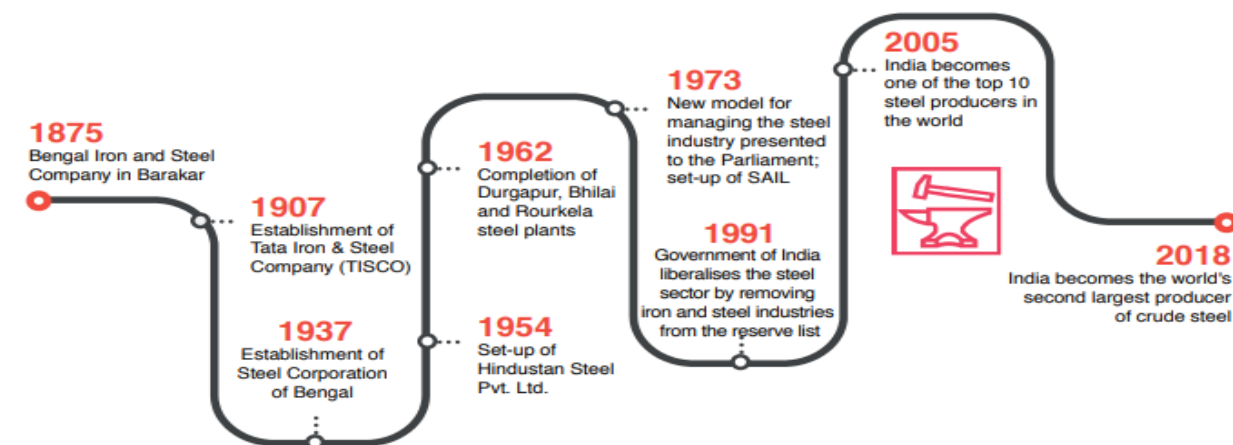 1875
Bengal Iron and Steel
Company in Barakar
1907
Establishment of
Tata Iron & Steel
Company (TISCO)
1937
Establishment of
Steel Corporation
of Bengal
1954
Set-up of
Hindustan Steel
Pvt. Ltd.
1962
Completion of
Durgapur, Bhilai
and Rourkela
steel plants
1973
New model for
managing the steel
industry presented
to the Parliament;
set-up of SAIL
1991
Government of India
liberalises the steel
sector by removing
iron and steel industries
from the reserve list
2005
India becomes
one of the top 10
steel producers in
the world
2018
India becomes the world's
second largest producer
of crude steel